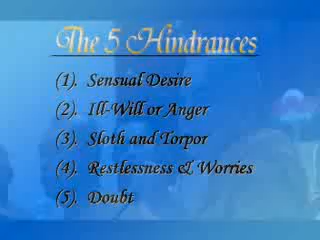 The 5 Hindrances
(1). Sensual Desire
(2). Ill-Will or Anger
(3). Sloth and Torpor
(4). Restlessness & Worries
(5). Doubt